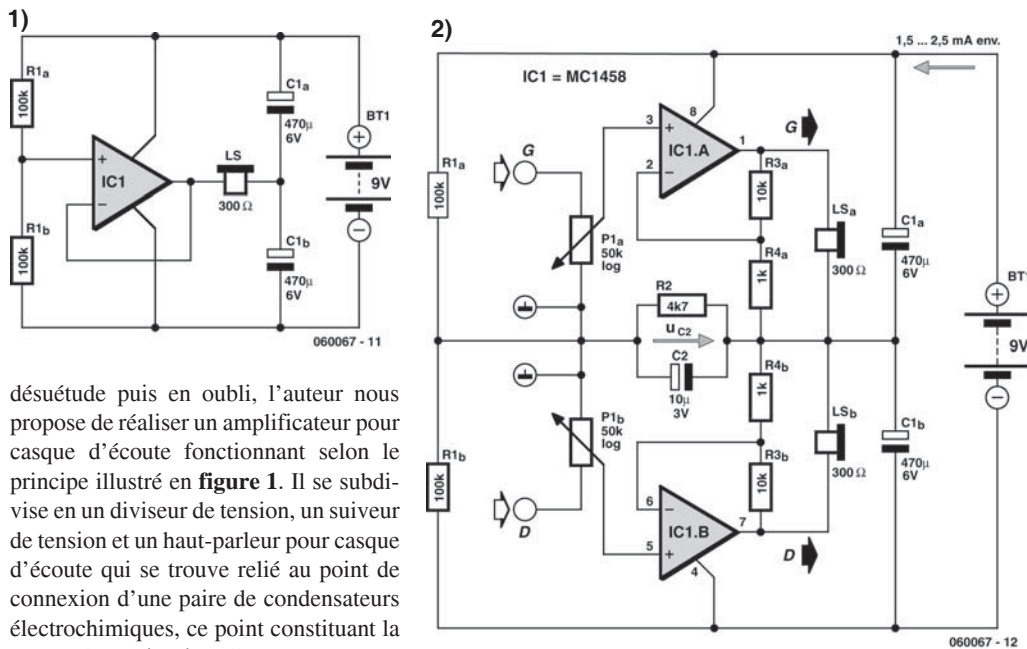 1)
R1a
100k
R1b
100k
+
−
IC1
LS
300 Ω
C1a
470µ
6V
C1b
470µ
6V
BT1
+
9V
−
060067 - 11
désuétude puis en oubli, l'auteur nous
propose de réaliser un amplificateur pour
casque d'écoute fonctionnant selon le
principe illustré en figure 1. Il se subdi-
vise en un diviseur de tension, un suiveur
de tension et un haut-parleur pour casque
d'écoute qui se trouve relié au point de
connexion d'une paire de condensateurs
électrochimiques, ce point constituant la
2)
1,5 ... 2,5 mA env.
IC1 = MC1458
R1a
100k
R1b
100k
G
D
P1a
50k
log
P1b
50k
log
3
+
2
−
8
IC1.A
1
G
R3a
10k
R4a
1k
R2
4k7
uC2
C2
10µ
3V
R4b
1k
R3b
10k
6
−
5
+
4
IC1.B
7
D
LSa
300 Ω
LSb
300 Ω
C1a
470µ
6V
C1b
470µ
6V
BT1
+
9V
−
060067 - 12